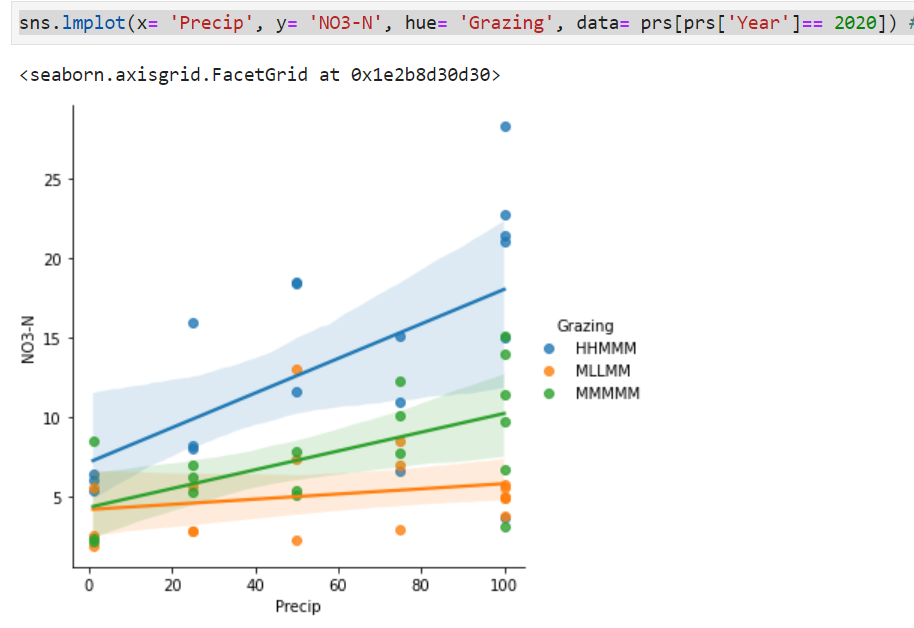 sns.lmplot(x= 'Precip', y= 'NO3-N', hue= 'Grazing', data= prs[prs['Year']== 2020]) #
<seaborn.axisgrid.FacetGrid at 0x1e2b8d30d30>
25
20
15
10
5
NO3-N
0 20 40 60 80 100
Precip
Grazing
HHMMM
MLLMM
MMMMM